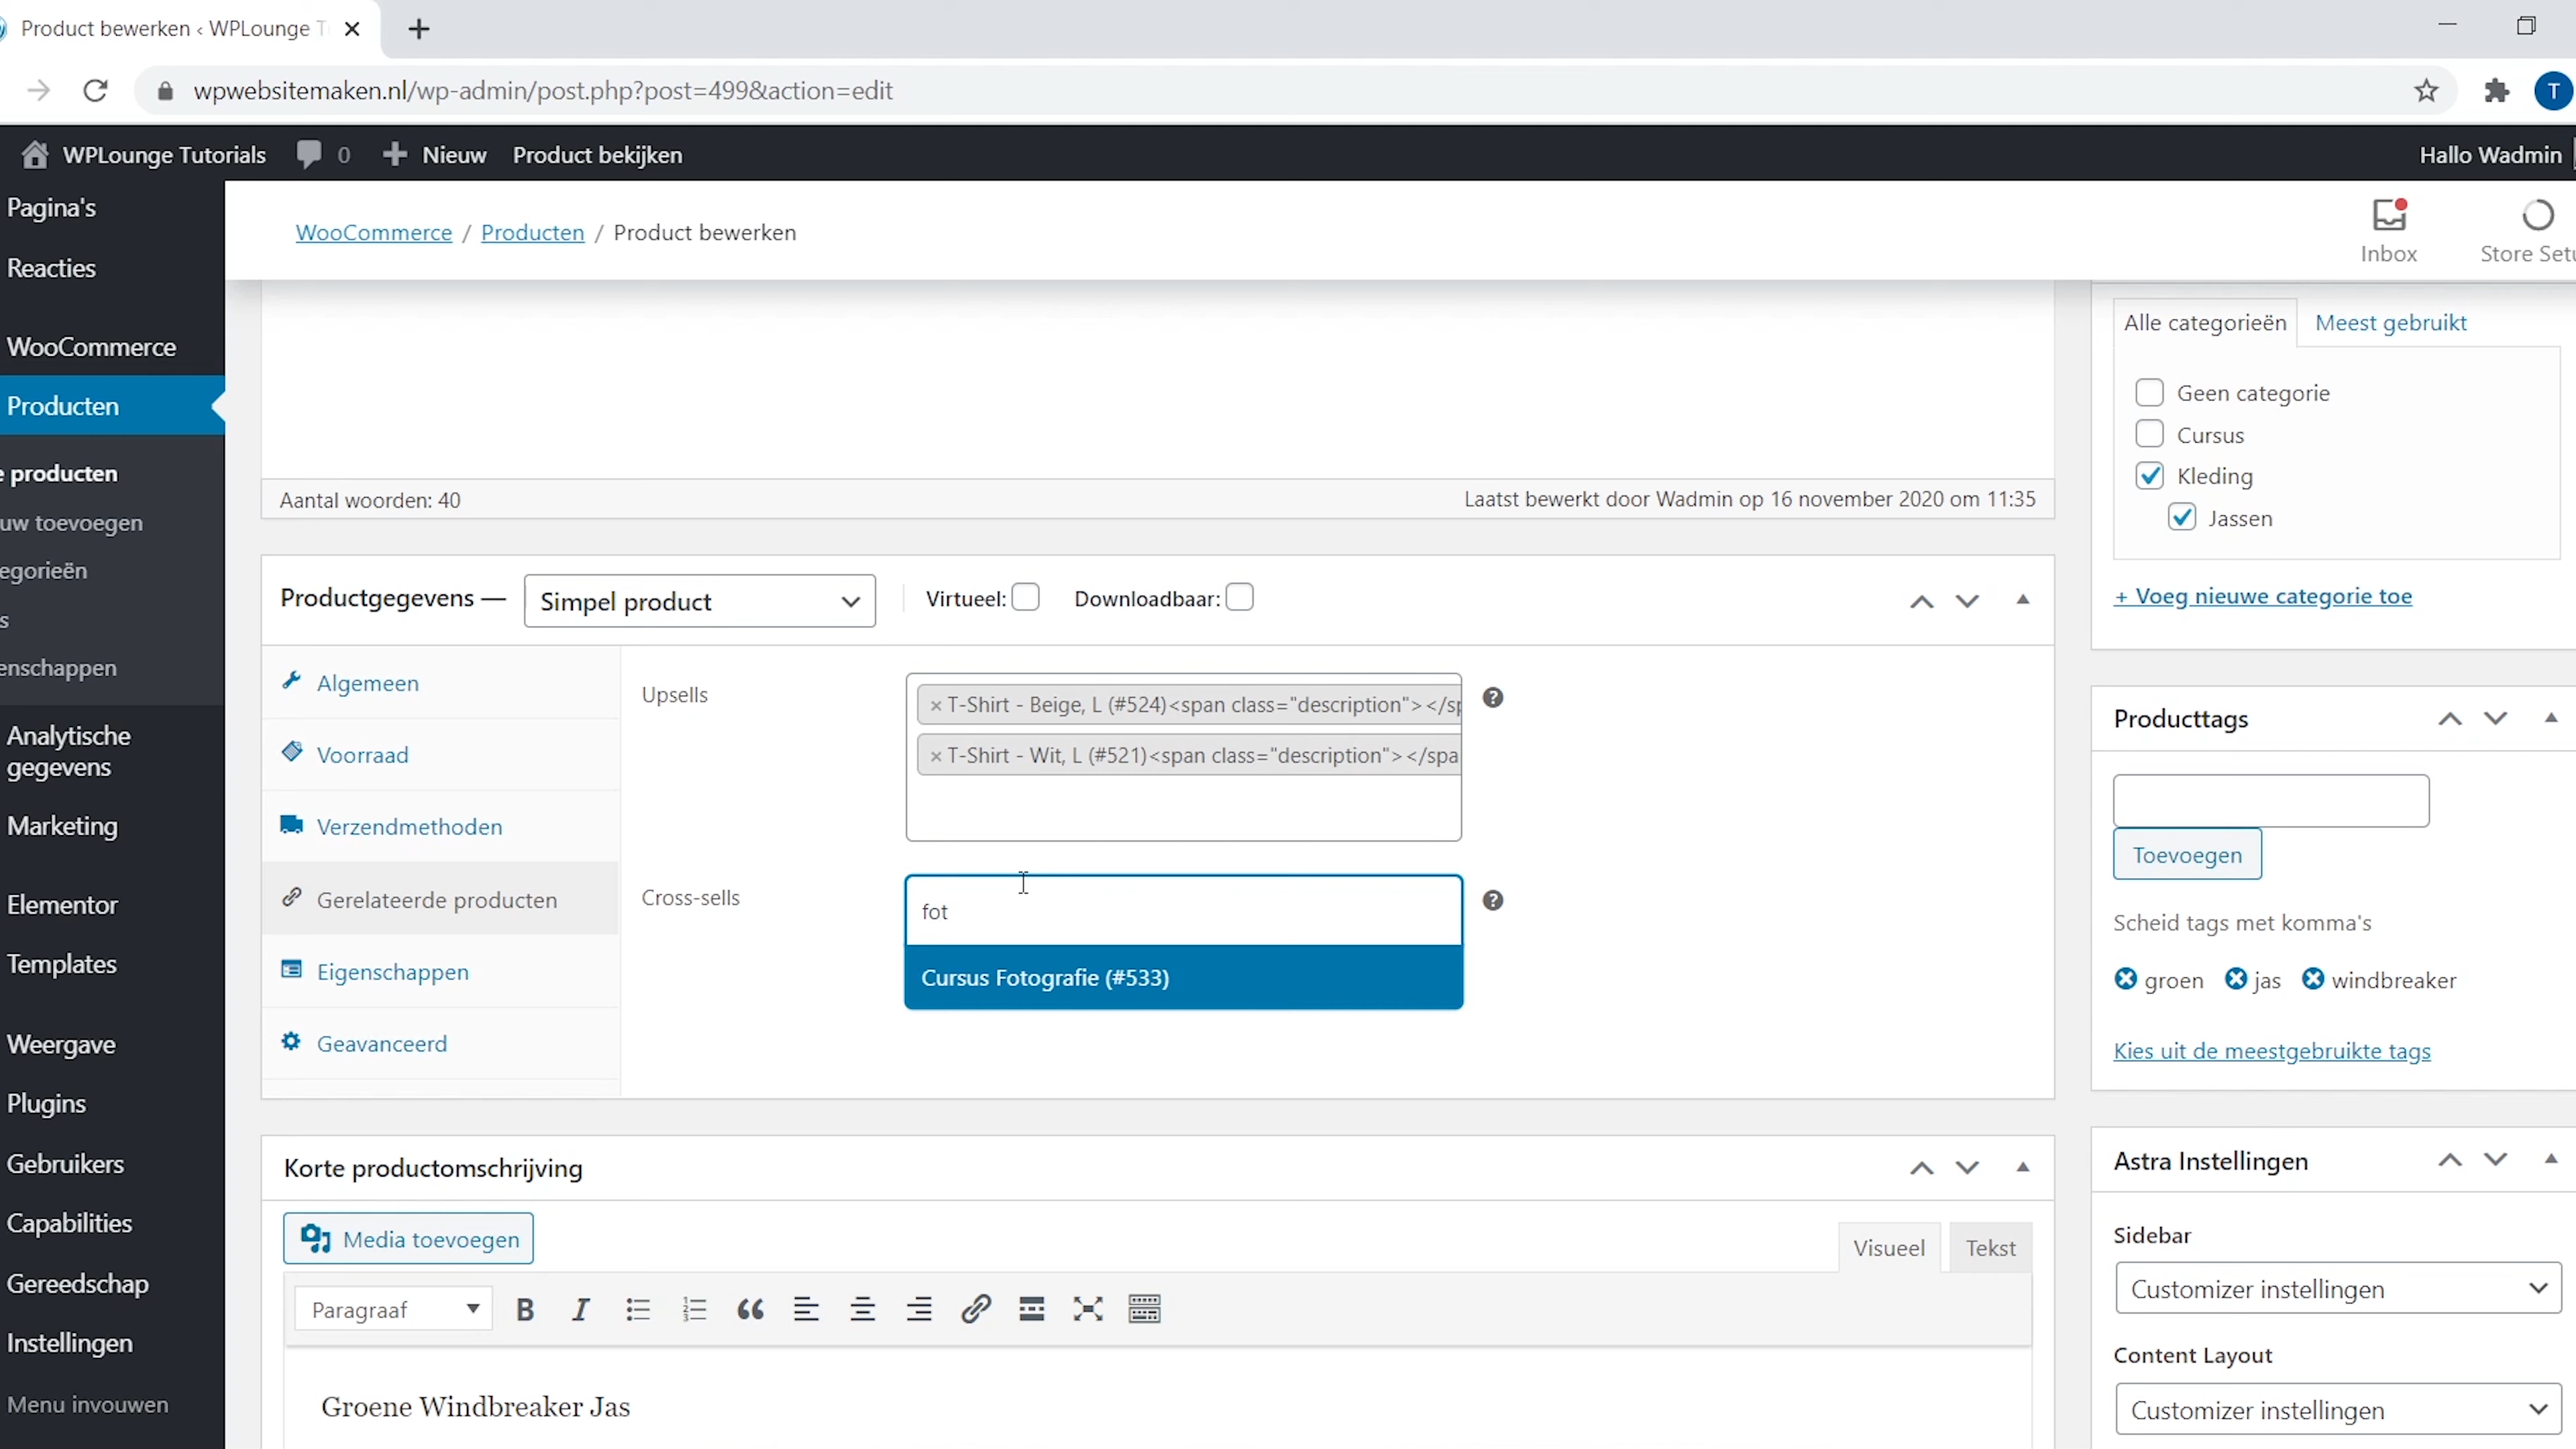 Product bewerken ‹ WPLounge T
wpwebsitemaken.nl/wp-admin/post.php?post=499&action=edit
T
WPLounge Tutorials 0 Nieuw Product bekijken Hallo Wadmin
Pagina's
Reacties
WooCommerce
Producten
e producten
uw toevoegen
egorieën
s
enschappen
Analytische
gegevens
Marketing
Elementor
Templates
Weergave
Plugins
Gebruikers
Capabilities
Gereedschap
Instellingen
Menu invouwen
WooCommerce / Producten / Product bewerken
Inbox
Store Setu
Aantal woorden: 40
Laatst bewerkt door Wadmin op 16 november 2020 om 11:35
Productgegevens — Simpel product Virtueel: Downloadbaar:
Algemeen
Voorraad
Verzendmethoden
Gerelateerde producten
Eigenschappen
Geavanceerd
Upsells
× T-Shirt - Beige, L (#524)<span class="description"></sp
× T-Shirt - Wit, L (#521)<span class="description"></spa
Cross-sells
fot
Cursus Fotografie (#533)
Korte productomschrijving
Media toevoegen
Visueel Tekst
Paragraaf
Groene Windbreaker Jas
Alle categorieën Meest gebruikt
Geen categorie
Cursus
Kleding
Jassen
+ Voeg nieuwe categorie toe
Producttags
Toevoegen
Scheid tags met komma's
groen jas windbreaker
Kies uit de meestgebruikte tags
Astra Instellingen
Sidebar
Customizer instellingen
Content Layout
Customizer instellingen